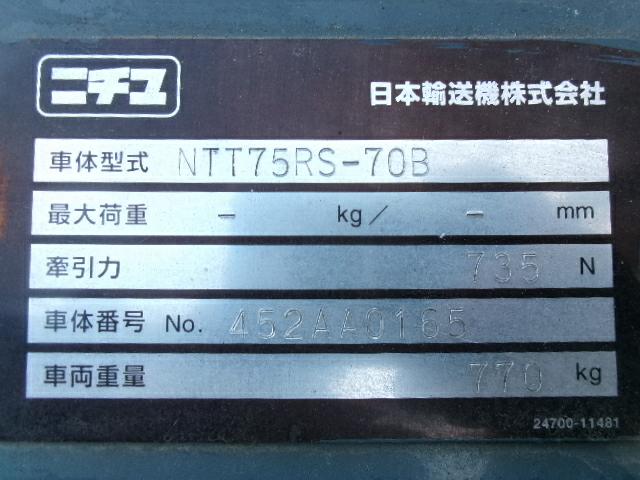 ニチユ 日本輸送機株式会社
車体型式 NTT75RS-70B
最大荷重 - kg/ - mm
牽引力 735 N
車体番号 No. 452AA0165
車両重量 770 kg
24700-11481